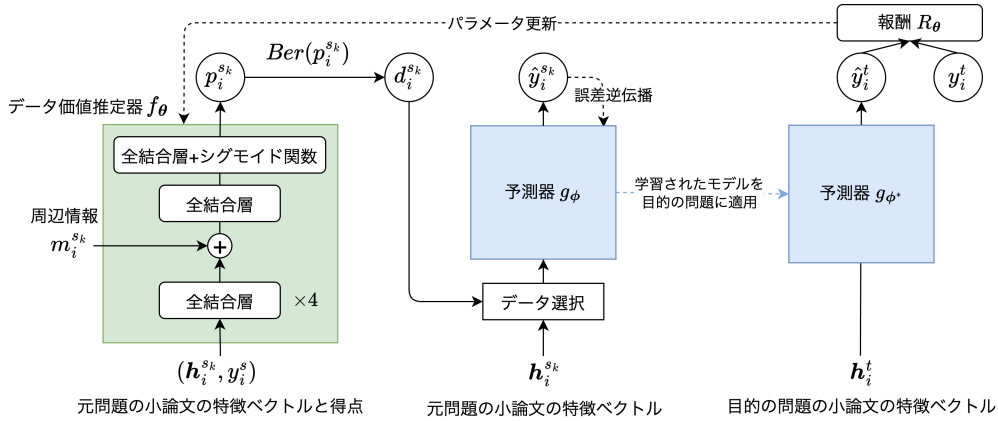 パラメータ更新
報酬 R_θ
p_i^{s_k}
Ber(p_i^{s_k})
d_i^{s_k}
ŷ_i^{s_k}
ŷ_i^t
y_i^t
誤差逆伝播
データ価値推定器 f_θ
全結合層+シグモイド関数
全結合層
周辺情報
m_i^{s_k}
+
全結合層
×4
予測器 g_ϕ
学習されたモデルを
目的の問題に適用
予測器 g_{ϕ*}
データ選択
(h_i^{s_k}, y_i^s)
h_i^{s_k}
h_i^t
元問題の小論文の特徴ベクトルと得点
元問題の小論文の特徴ベクトル
目的の問題の小論文の特徴ベクトル